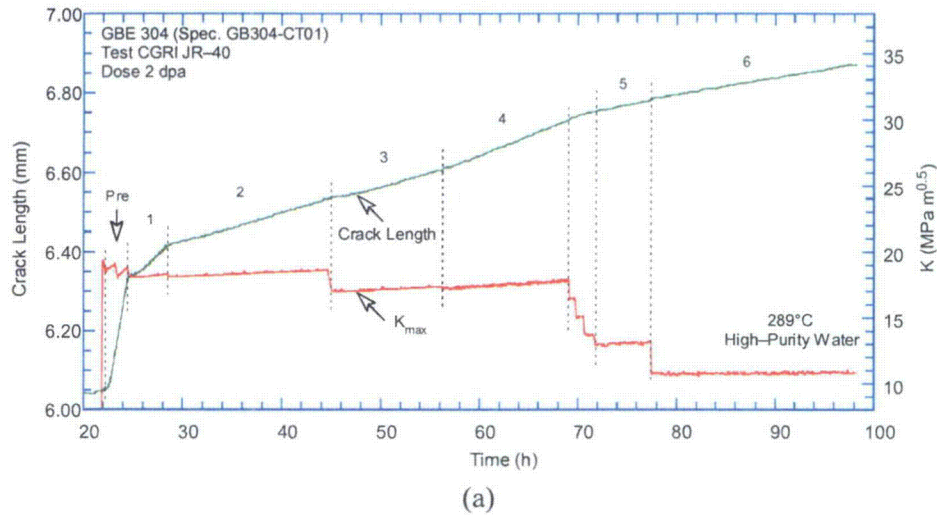 7.00
6.80
6.60
6.40
6.20
6.00
Crack Length (mm)
GBE 304 (Spec. GB304-CT01)
Test CGRI JR–40
Dose 2 dpa
Pre
1
2
3
4
5
6
Crack Length
K max
289°C
High–Purity Water
35
30
25
20
15
10
K (MPa m^0.5)
20 30 40 50 60 70 80 90 100
Time (h)
(a)